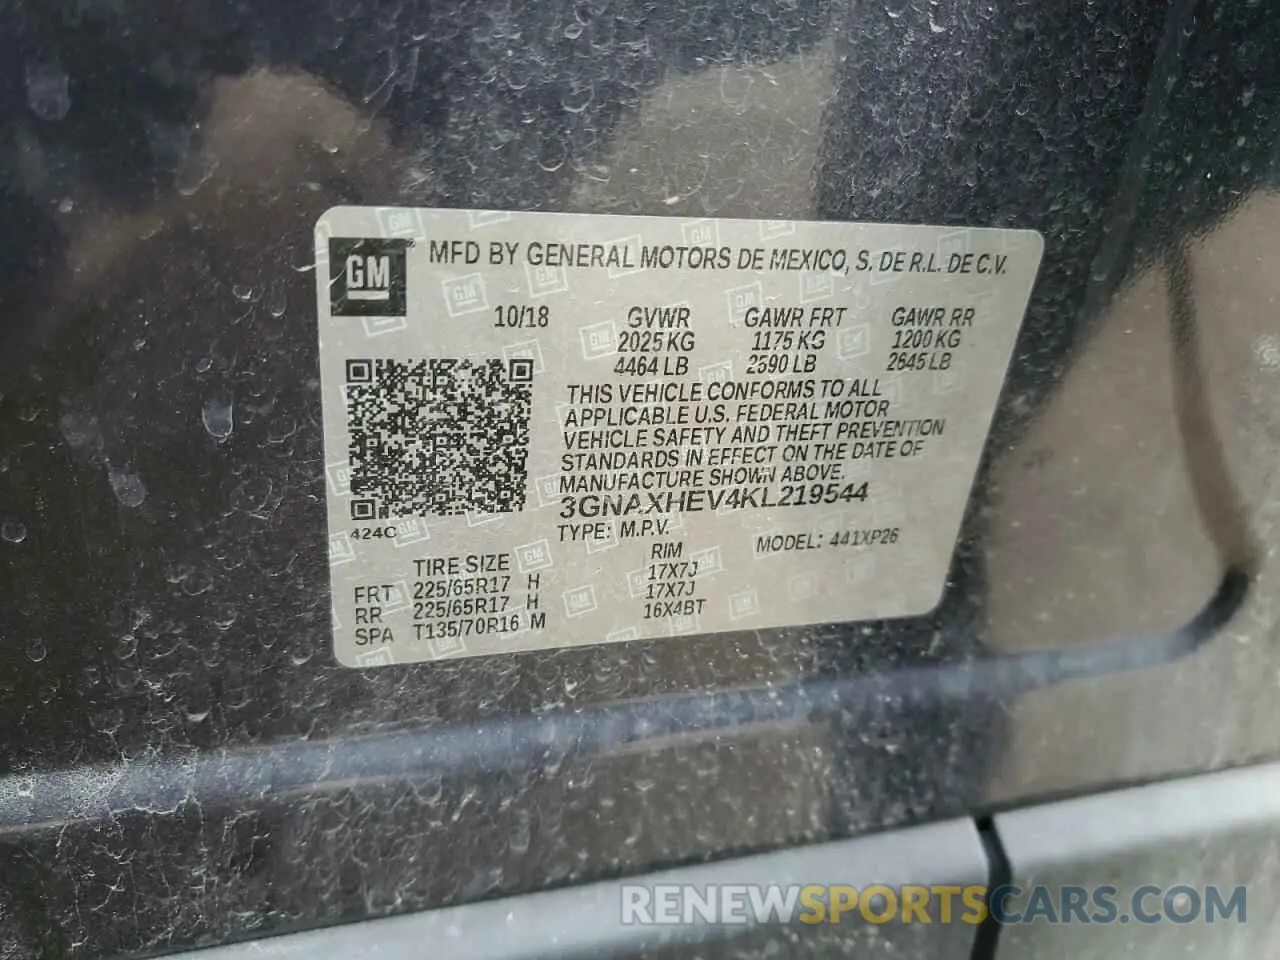 GM® MFD BY GENERAL MOTORS DE MEXICO, S. DE R.L. DE C.V.
10/18 GVWR GAWR FRT GAWR RR
2025 KG 1175 KG 1200 KG
4464 LB 2590 LB 2645 LB
THIS VEHICLE CONFORMS TO ALL
APPLICABLE U.S. FEDERAL MOTOR
VEHICLE SAFETY AND THEFT PREVENTION
STANDARDS IN EFFECT ON THE DATE OF
MANUFACTURE SHOWN ABOVE.
3GNAXHEV4KL219544
424C TYPE: M.P.V. MODEL: 441XP26
TIRE SIZE RIM
FRT 225/65R17 H 17X7J
RR 225/65R17 H 17X7J
SPA T135/70R16 M 16X4BT
RENEWSPORTSCARS.COM